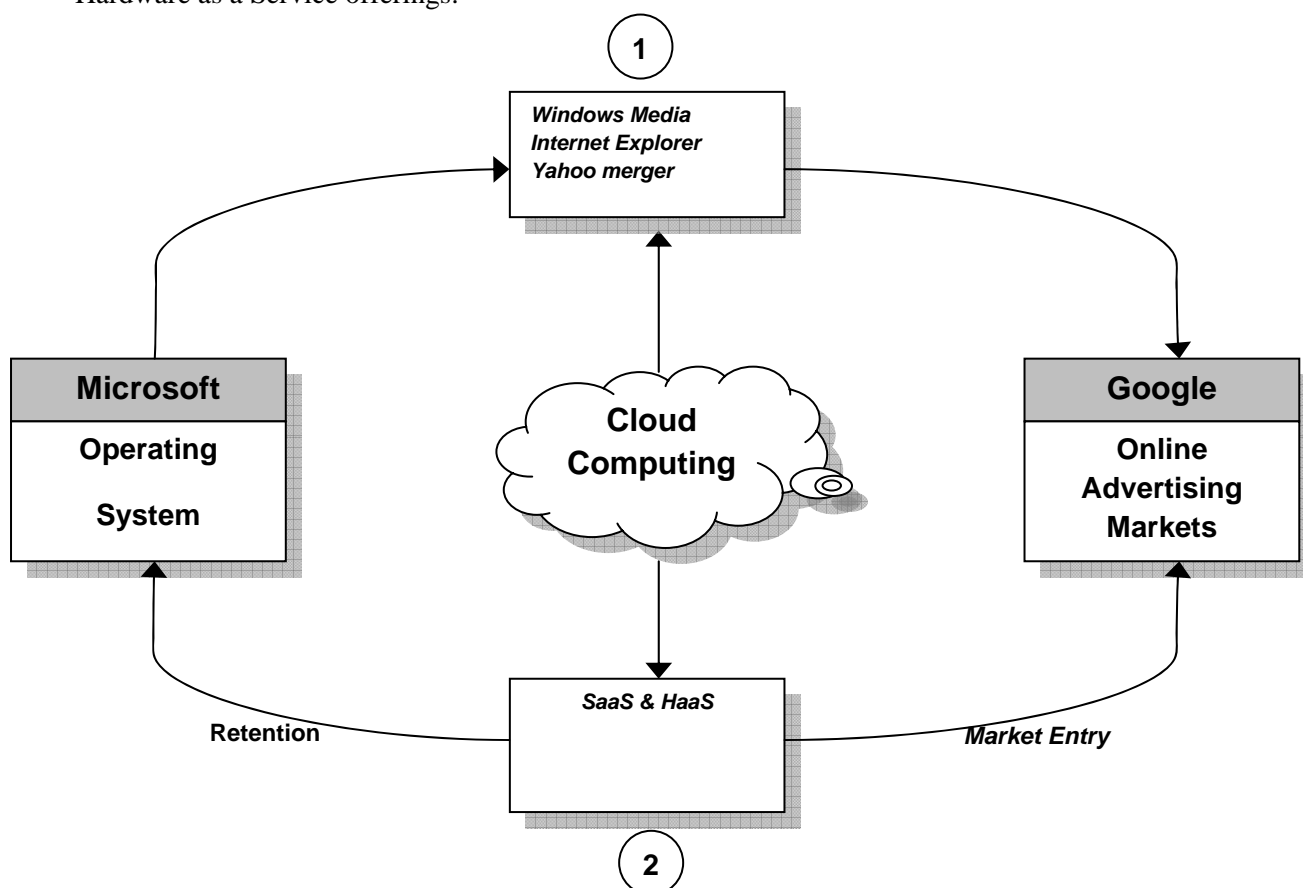 Hardware as a Service offerings.
1
Windows Media
Internet Explorer
Yahoo merger
Microsoft
Operating
System
Cloud
Computing
Google
Online
Advertising
Markets
SaaS & HaaS
Retention
Market Entry
2